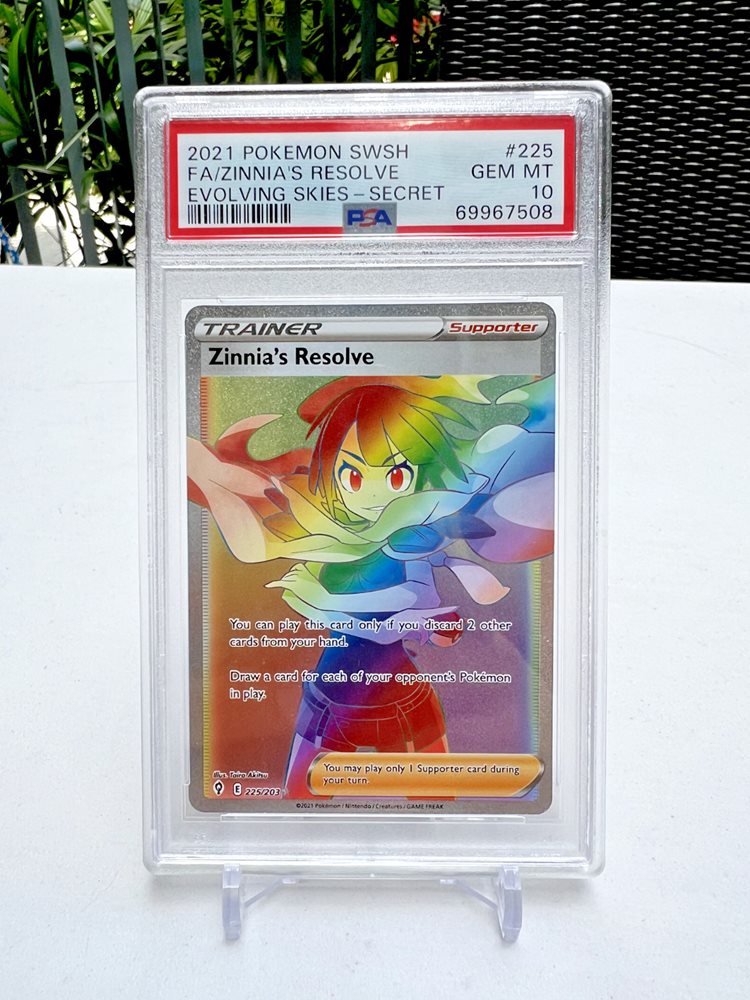 2021 POKEMON SWSH #225
FA/ZINNIA'S RESOLVE GEM MT
EVOLVING SKIES – SECRET 10
PSA 69967508
TRAINER Supporter
Zinnia's Resolve
You can play this card only if you discard 2 other
cards from your hand.
Draw a card for each of your opponent's Pokémon
in play.
You may play only 1 Supporter card during
your turn.
Illus. Taira Akitsu
E 225/203
©2021 Pokémon / Nintendo / Creatures / GAME FREAK